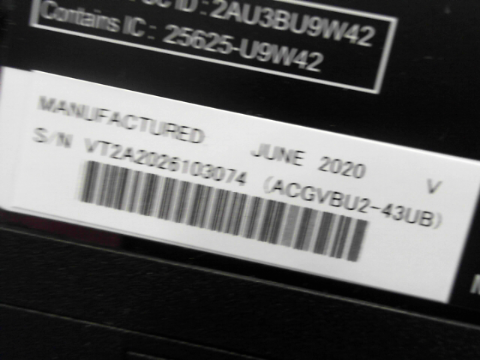 ID : 2AU3BU9W42
Contains IC : 25625-U9W42
MANUFACTURED JUNE 2020 V
S/N VT2A2026103074 (ACGVBU2-43UB)